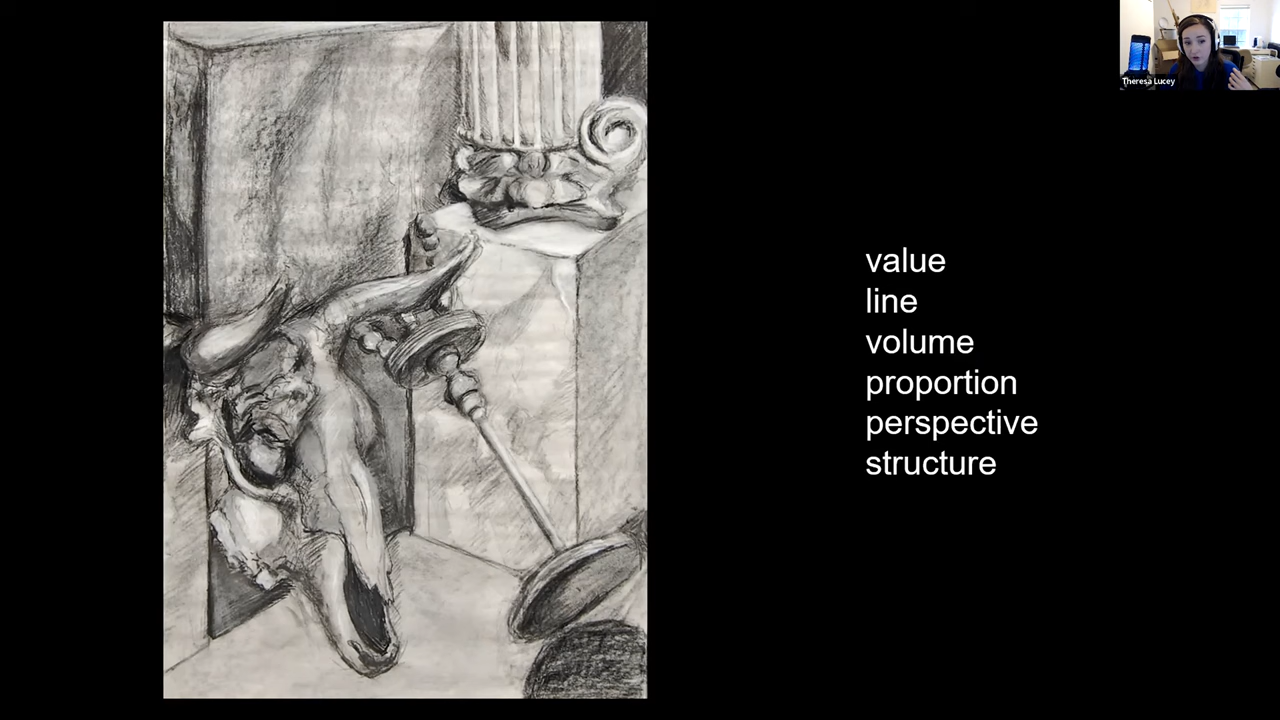 Theresa Lucey
value
line
volume
proportion
perspective
structure